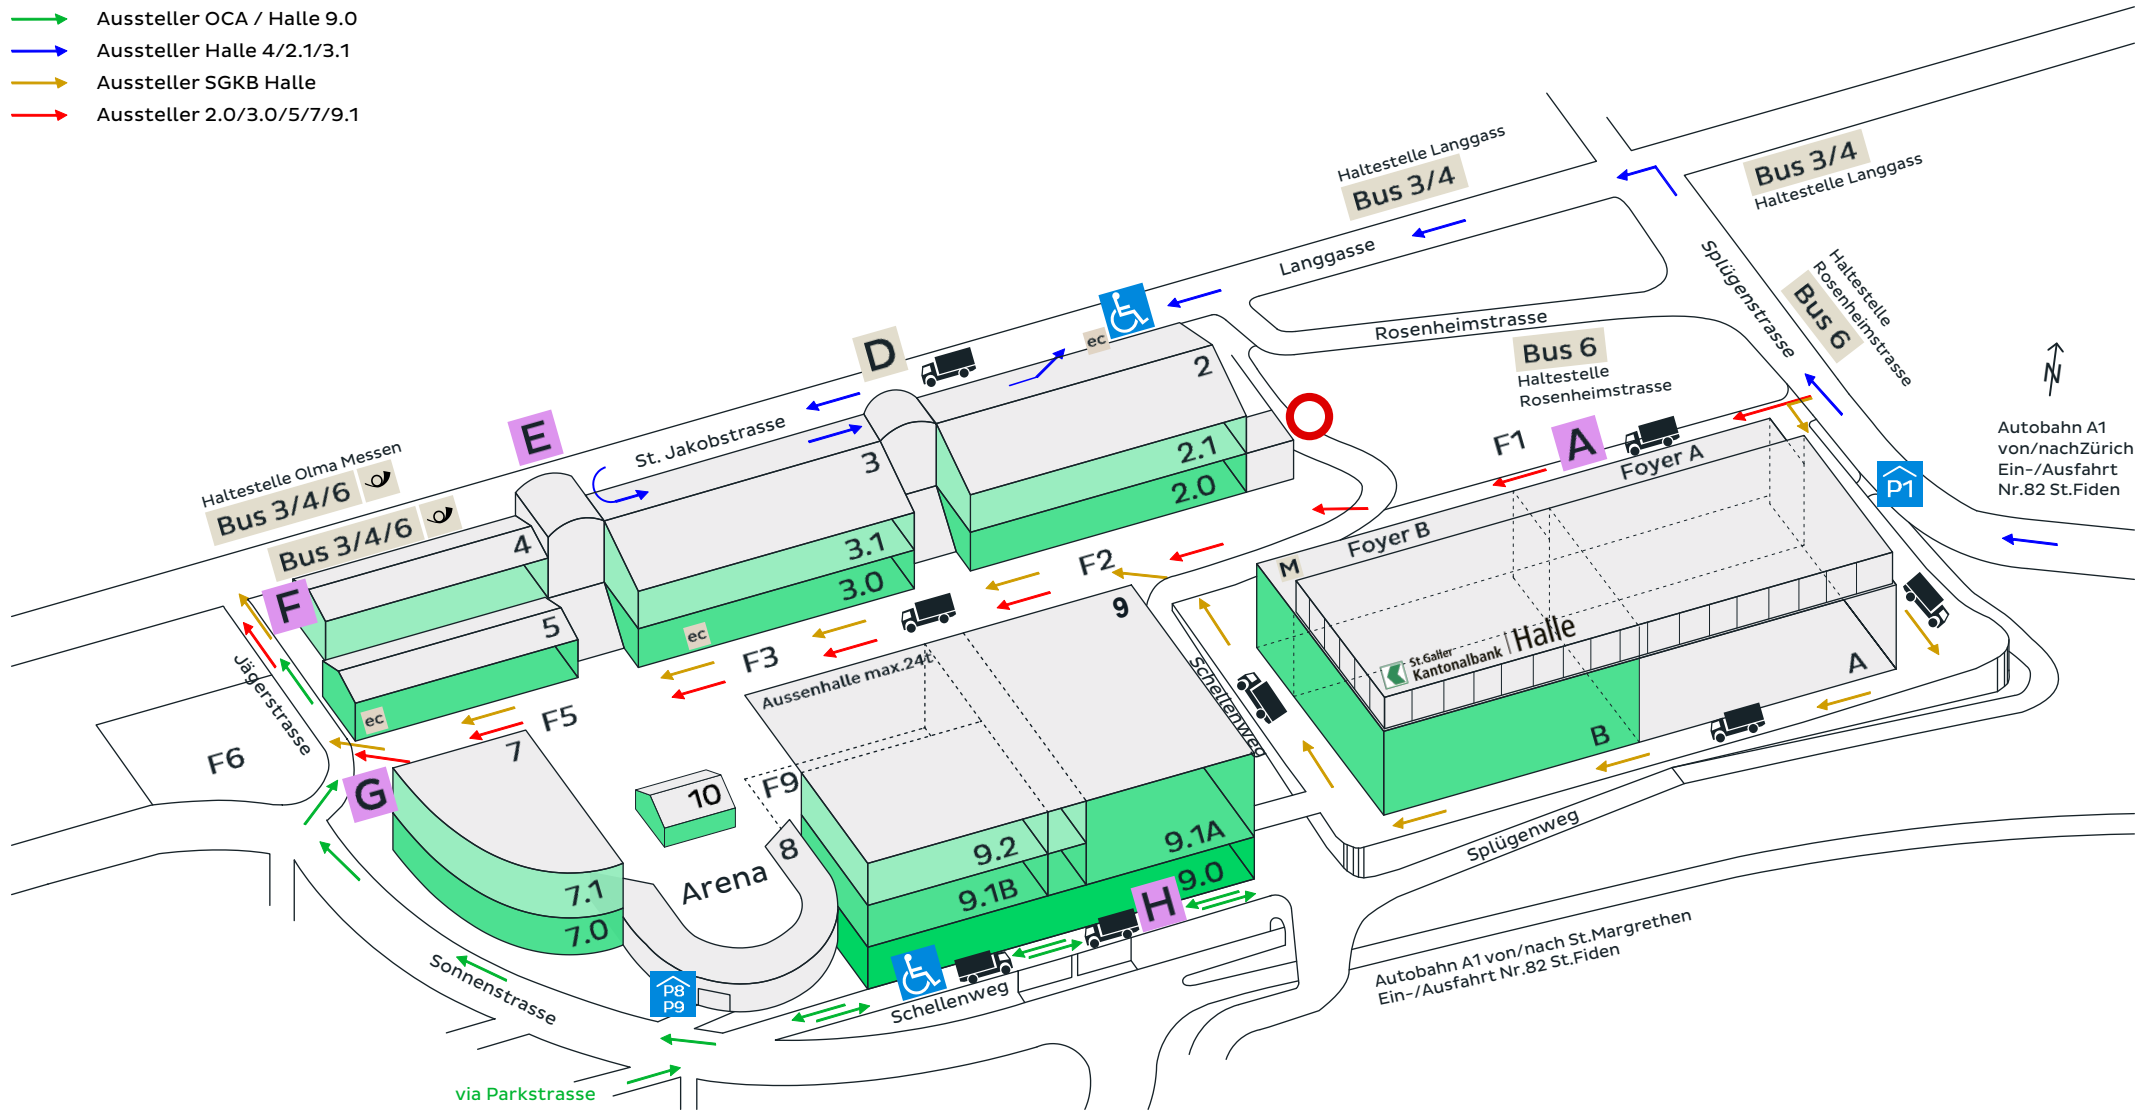 Aussteller OCA / Halle 9.0
Aussteller Halle 4/2.1/3.1
Aussteller SGKB Halle
Aussteller 2.0/3.0/5/7/9.1
Haltestelle Langgass
Bus 3/4
Bus 3/4
Haltestelle Langgass
Langgasse
Splügenstrasse
Haltestelle
Rosenheimstrasse
Bus 6
Rosenheimstrasse
Bus 6
Haltestelle
Rosenheimstrasse
N
Autobahn A1
von/nachZürich
Ein-/Ausfahrt
Nr.82 St.Fiden
P1
ec
D
2
2.1
2.0
E
St. Jakobstrasse
3
3.1
3.0
ec
Haltestelle Olma Messen
Bus 3/4/6
Bus 3/4/6
4
F
5
ec
F1
A
Foyer A
Foyer B
M
St.Galler
Kantonalbank
Halle
A
B
F2
F3
F5
F6
Jägerstrasse
G
7
7.1
7.0
10
F9
8
Arena
9
Aussenhalle max.24t
9.2
9.1B
9.1A
9.0
H
Schellenweg
Splügenweg
Schellenweg
Sonnenstrasse
P8
P9
via Parkstrasse
Autobahn A1 von/nach St.Margrethen
Ein-/Ausfahrt Nr.82 St.Fiden